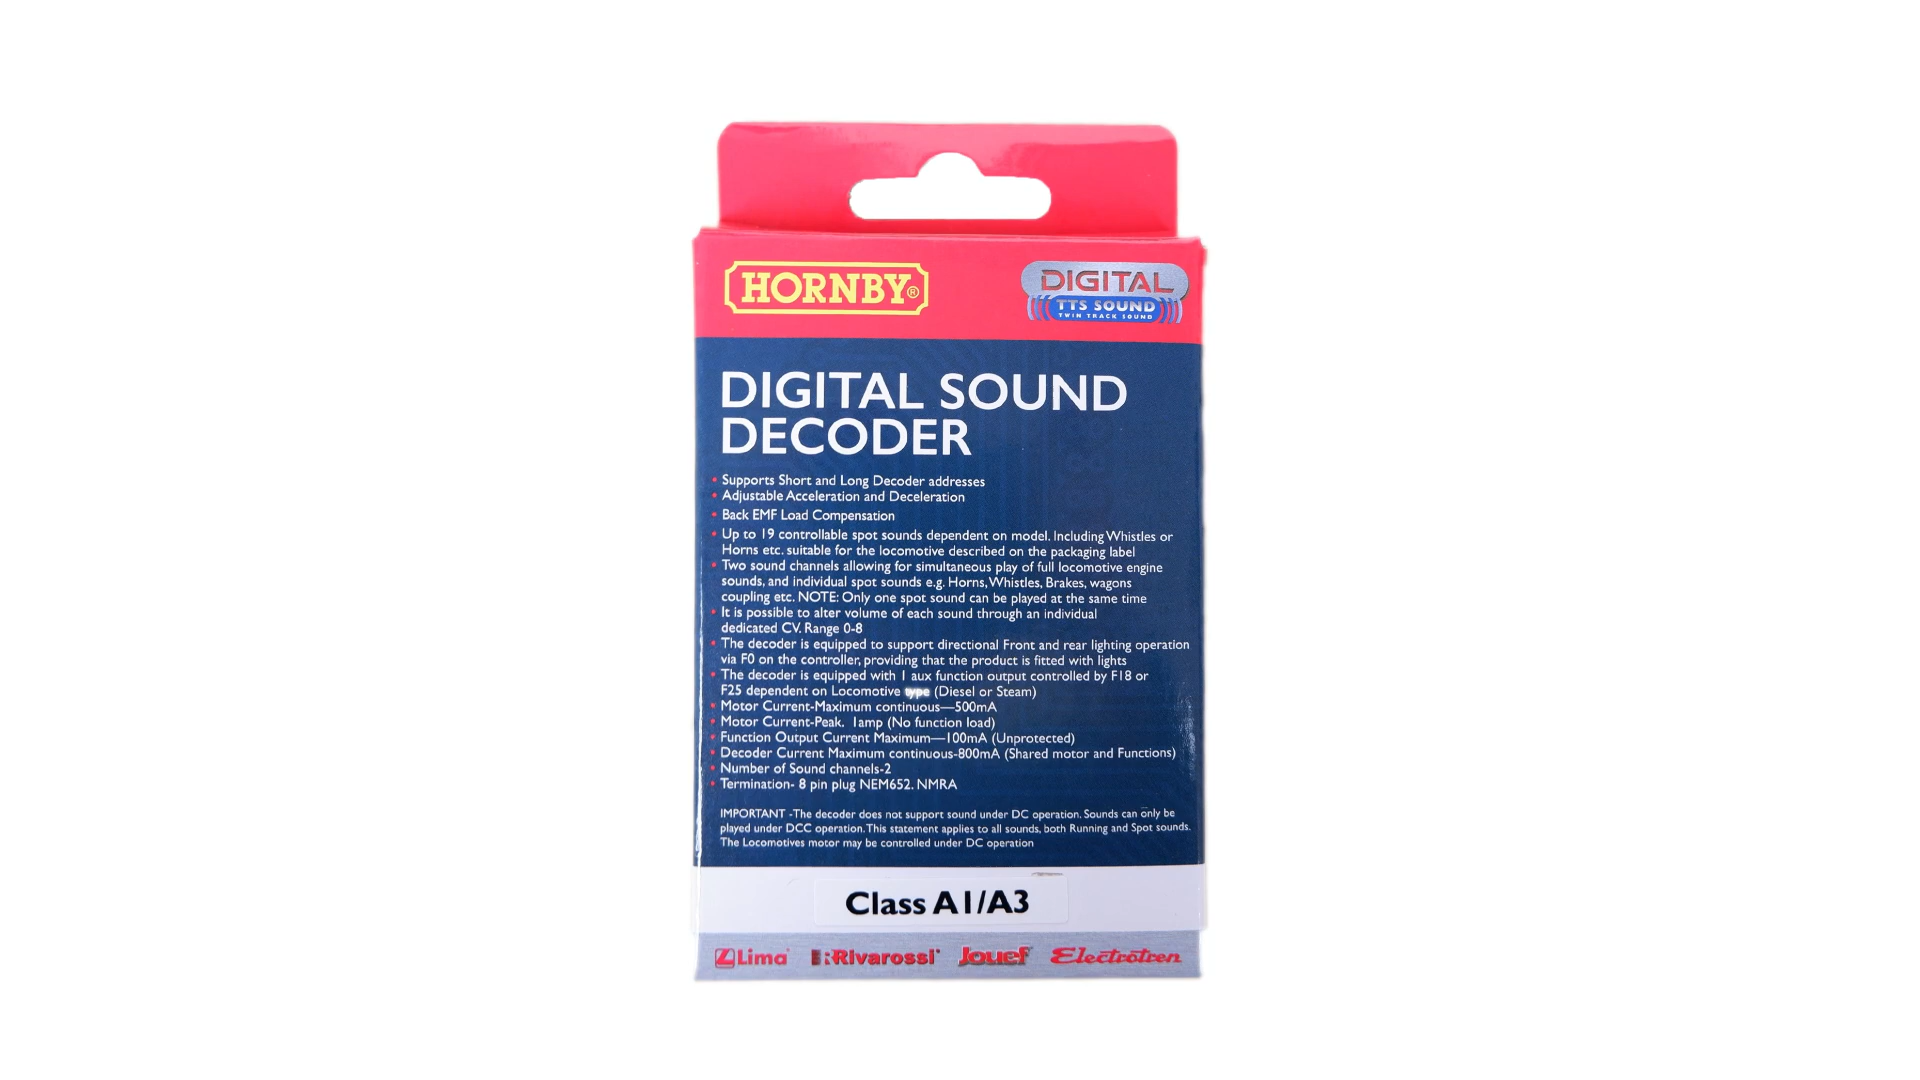 HORNBY®
DIGITAL
TTS SOUND
TWIN TRACK SOUND
DIGITAL SOUND
DECODER
• Supports Short and Long Decoder addresses
• Adjustable Acceleration and Deceleration
• Back EMF Load Compensation
• Up to 19 controllable spot sounds dependent on model. Including Whistles or
Horns etc. suitable for the locomotive described on the packaging label
• Two sound channels allowing for simultaneous play of full locomotive engine
sounds, and individual spot sounds e.g. Horns, Whistles, Brakes, wagons
coupling etc. NOTE: Only one spot sound can be played at the same time
• It is possible to alter volume of each sound through an individual
dedicated CV. Range 0-8
• The decoder is equipped to support directional Front and rear lighting operation
via F0 on the controller, providing that the product is fitted with lights
• The decoder is equipped with 1 aux function output controlled by F18 or
F25 dependent on Locomotive type (Diesel or Steam)
• Motor Current-Maximum continuous—500mA
• Motor Current-Peak. 1amp (No function load)
• Function Output Current Maximum—100mA (Unprotected)
• Decoder Current Maximum continuous-800mA (Shared motor and Functions)
• Number of Sound channels-2
• Termination- 8 pin plug NEM652. NMRA
IMPORTANT -The decoder does not support sound under DC operation. Sounds can only be
played under DCC operation. This statement applies to all sounds, both Running and Spot sounds.
The Locomotives motor may be controlled under DC operation
Class A1/A3
Lima Rivarossi Jouef Electrotren